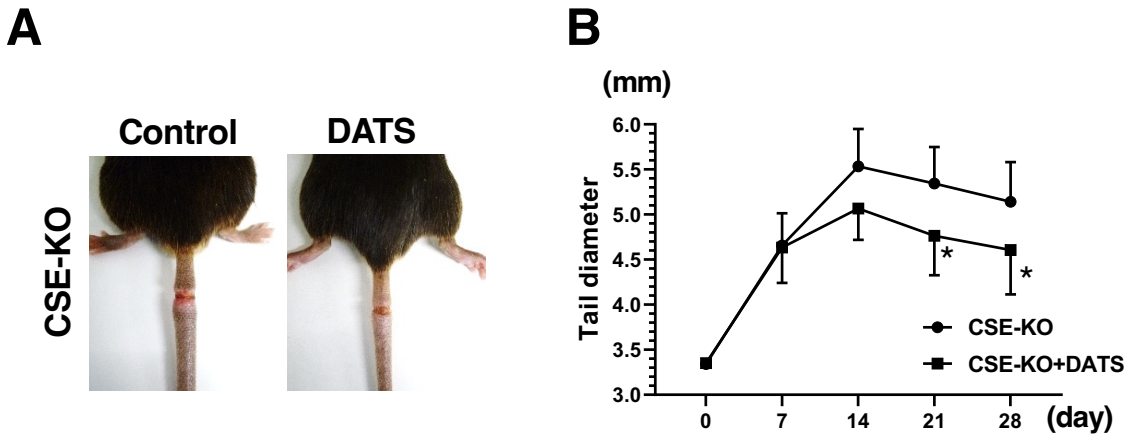 A
Control DATS
CSE-KO
B
(mm)
Tail diameter
6.0
5.5
5.0
4.5
4.0
3.5
3.0
*
*
CSE-KO
CSE-KO+DATS
0 7 14 21 28 (day)